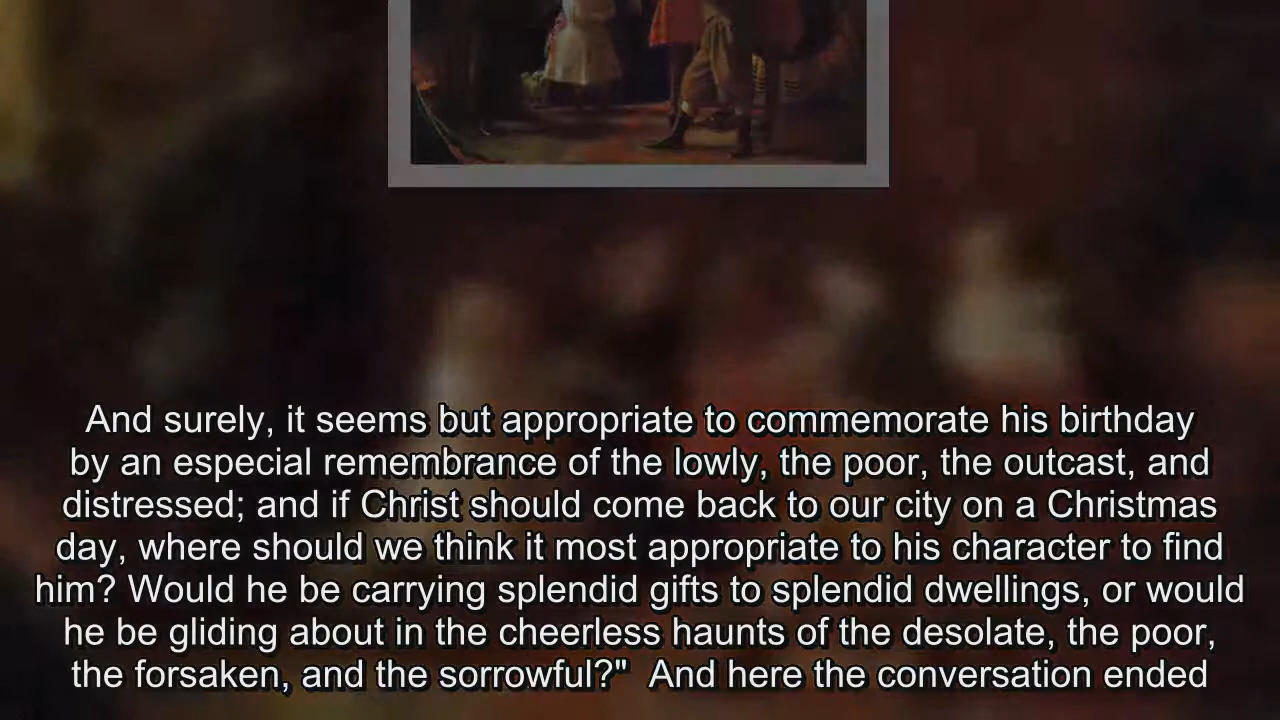 And surely, it seems but appropriate to commemorate his birthday
by an especial remembrance of the lowly, the poor, the outcast, and
distressed; and if Christ should come back to our city on a Christmas
day, where should we think it most appropriate to his character to find
him? Would he be carrying splendid gifts to splendid dwellings, or would
he be gliding about in the cheerless haunts of the desolate, the poor,
the forsaken, and the sorrowful?"  And here the conversation ended